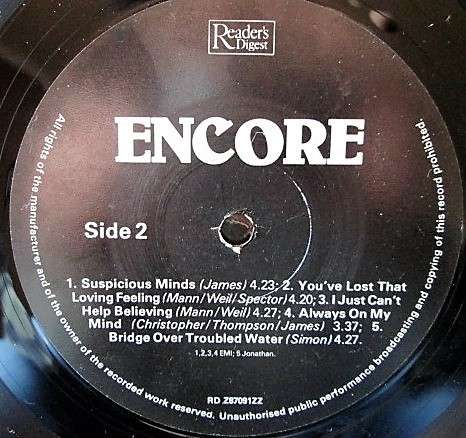 Reader's
Digest
ENCORE
Side 2
1. Suspicious Minds (James) 4.23; 2. You've Lost That
Loving Feeling (Mann/Weil/Spector) 4.20; 3. I Just Can't
Help Believing (Mann/Weil) 4.27; 4. Always On My
Mind (Christopher/Thompson/James) 3.37; 5.
Bridge Over Troubled Water (Simon) 4.27.
1,2,3,4 EMI; 5 Jonathan.
RD Z87091ZZ
All rights of the manufacturer and of the owner of the recorded work reserved. Unauthorised public performance broadcasting and copying of this record prohibited.